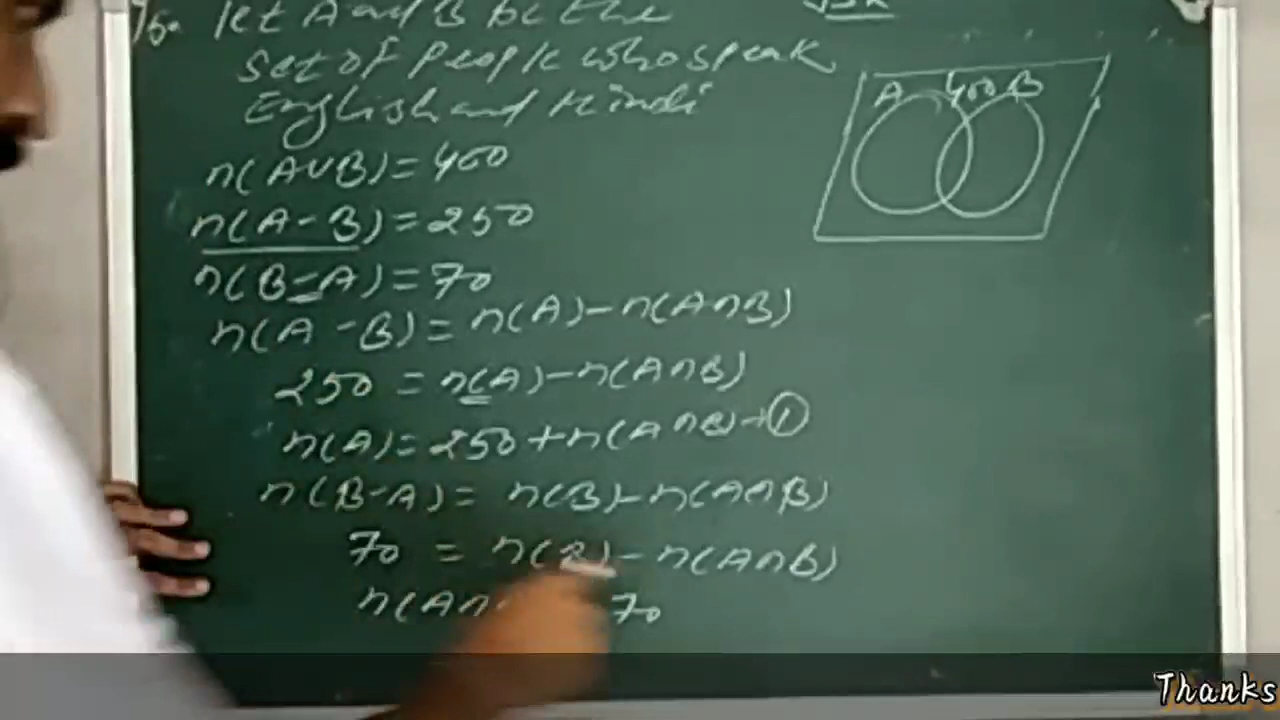 Let A and B be the
set of people who speak
English and Hindi
A 400 B
n(AUB) = 400
n(A-B) = 250
n(B-A) = 70
n(A-B) = n(A)-n(A∩B)
250 = n(A)-n(A∩B)
n(A) = 250+n(A∩B)→①
n(B-A) = n(B)-n(A∩B)
70 = n(B)-n(A∩B)
n(A∩ 70
Thanks